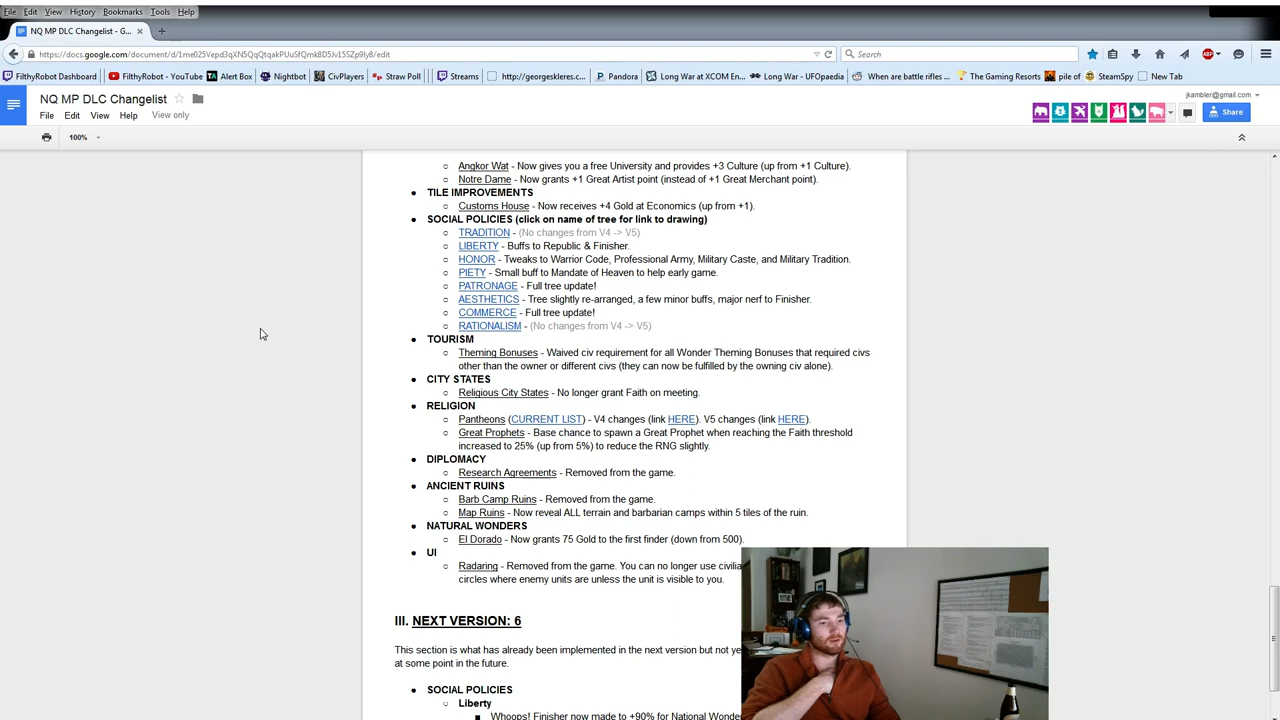 File Edit View History Bookmarks Tools Help
NQ MP DLC Changelist - G... × +
https://docs.google.com/document/d/1me025Vepd3qXN5QqQtqakPUuSfQmk8D5Jv15SZp9ly8/edit Search
FilthyRobot Dashboard FilthyRobot - YouTube Alert Box Nightbot CivPlayers Straw Poll Streams http://georgeskleres.c... Pandora Long War at XCOM En... Long War - UFOpaedia When are battle rifles ... The Gaming Resorts pile of SteamSpy New Tab
NQ MP DLC Changelist
jkambler@gmail.com
File Edit View Help View only
Share
100%
○ Angkor Wat - Now gives you a free University and provides +3 Culture (up from +1 Culture).
○ Notre Dame - Now grants +1 Great Artist point (instead of +1 Great Merchant point).
● TILE IMPROVEMENTS
○ Customs House - Now receives +4 Gold at Economics (up from +1).
● SOCIAL POLICIES (click on name of tree for link to drawing)
○ TRADITION - (No changes from V4 -> V5)
○ LIBERTY - Buffs to Republic & Finisher.
○ HONOR - Tweaks to Warrior Code, Professional Army, Military Caste, and Military Tradition.
○ PIETY - Small buff to Mandate of Heaven to help early game.
○ PATRONAGE - Full tree update!
○ AESTHETICS - Tree slightly re-arranged, a few minor buffs, major nerf to Finisher.
○ COMMERCE - Full tree update!
○ RATIONALISM - (No changes from V4 -> V5)
● TOURISM
○ Theming Bonuses - Waived civ requirement for all Wonder Theming Bonuses that required civs
other than the owner or different civs (they can now be fulfilled by the owning civ alone).
● CITY STATES
○ Religious City States - No longer grant Faith on meeting.
● RELIGION
○ Pantheons (CURRENT LIST) - V4 changes (link HERE). V5 changes (link HERE).
○ Great Prophets - Base chance to spawn a Great Prophet when reaching the Faith threshold
increased to 25% (up from 5%) to reduce the RNG slightly.
● DIPLOMACY
○ Research Agreements - Removed from the game.
● ANCIENT RUINS
○ Barb Camp Ruins - Removed from the game.
○ Map Ruins - Now reveal ALL terrain and barbarian camps within 5 tiles of the ruin.
● NATURAL WONDERS
○ El Dorado - Now grants 75 Gold to the first finder (down from 500).
● UI
○ Radaring - Removed from the game. You can no longer use civilia
circles where enemy units are unless the unit is visible to you.
III. NEXT VERSION: 6
This section is what has already been implemented in the next version but not ye
at some point in the future.
● SOCIAL POLICIES
○ Liberty
■ Whoops! Finisher now made to +90% for National Wonde